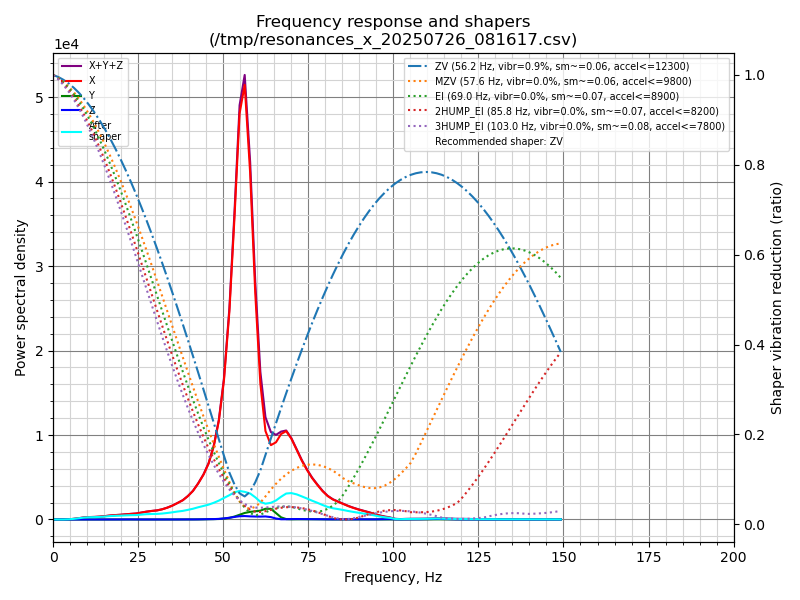 Frequency response and shapers
(/tmp/resonances_x_20250726_081617.csv)
1e4
X+Y+Z
X
Y
Z
After
shaper
ZV (56.2 Hz, vibr=0.9%, sm~=0.06, accel<=12300)
MZV (57.6 Hz, vibr=0.0%, sm~=0.06, accel<=9800)
EI (69.0 Hz, vibr=0.0%, sm~=0.07, accel<=8900)
2HUMP_EI (85.8 Hz, vibr=0.0%, sm~=0.07, accel<=8200)
3HUMP_EI (103.0 Hz, vibr=0.0%, sm~=0.08, accel<=7800)
Recommended shaper: ZV
5
4
3
2
1
0
Power spectral density
1.0
0.8
0.6
0.4
0.2
0.0
Shaper vibration reduction (ratio)
0 25 50 75 100 125 150 175 200
Frequency, Hz